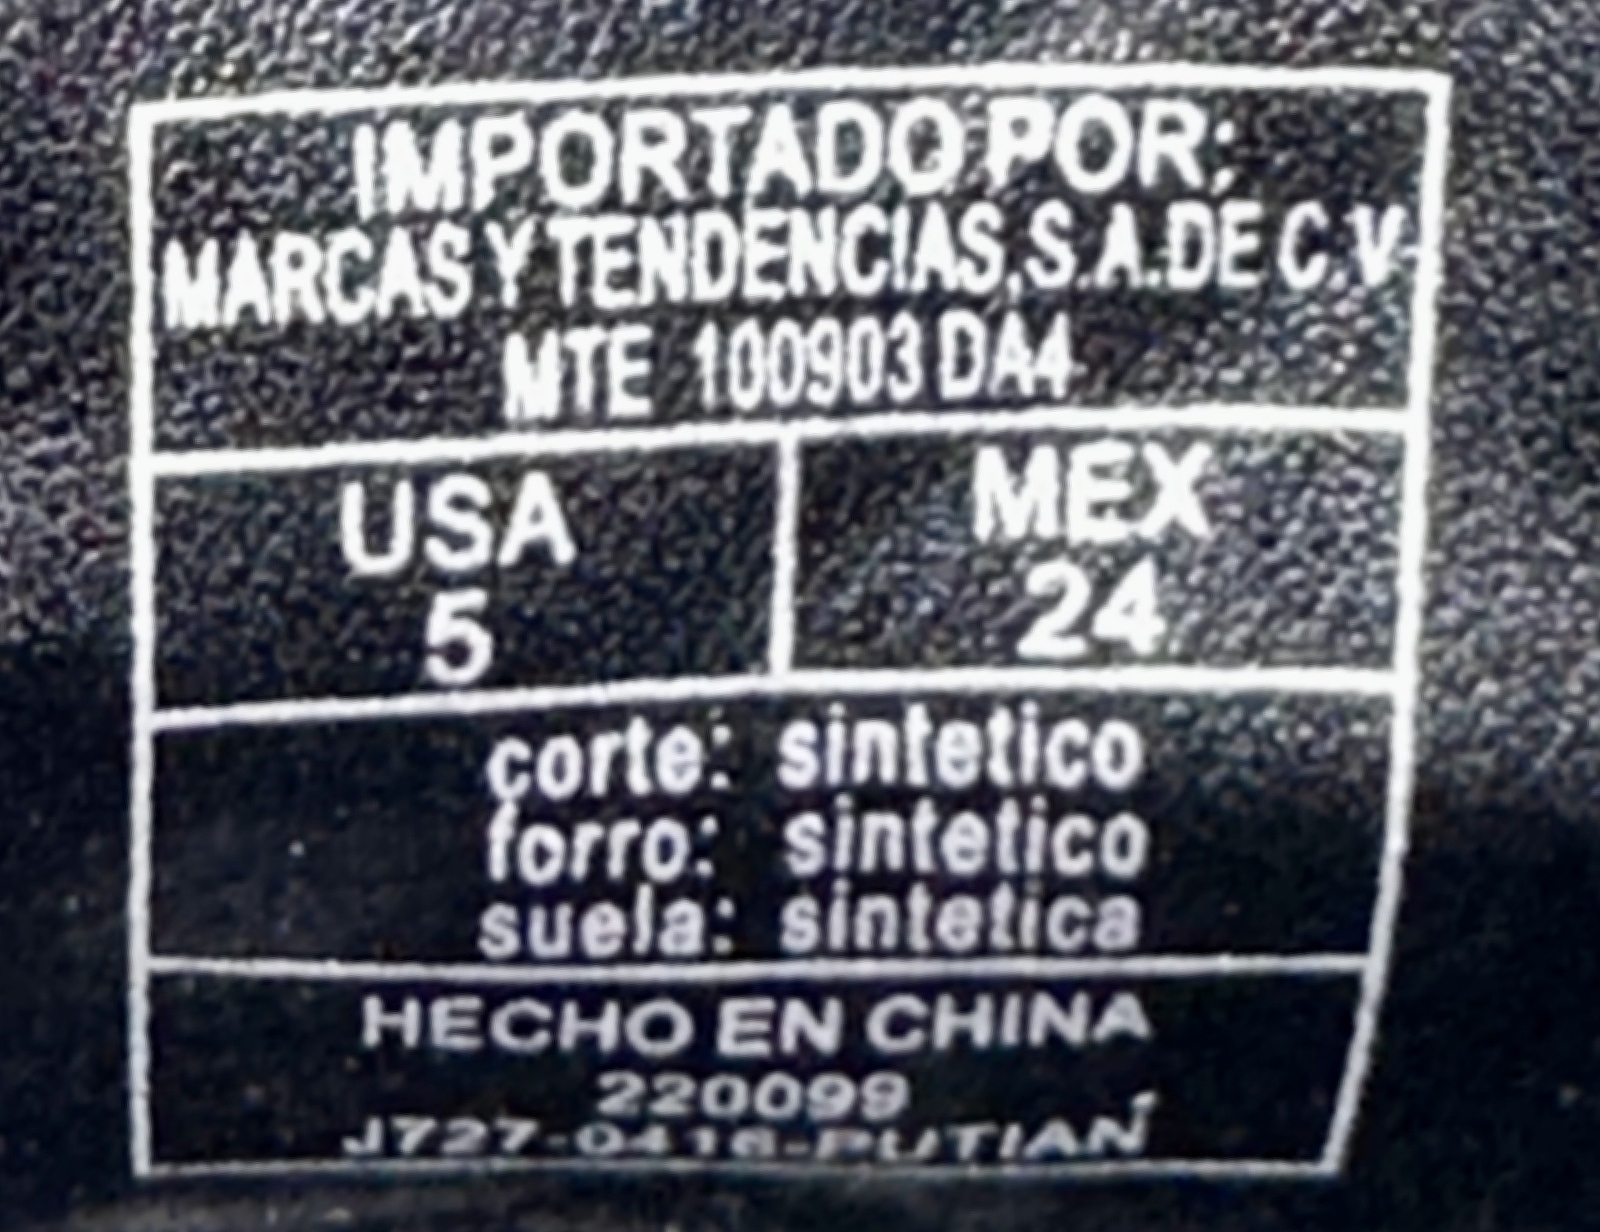 IMPORTADO POR:
MARCAS Y TENDENCIAS, S.A. DE C.V.
MTE 100903 DA4
USA
5
MEX
24
corte: sintetico
forro: sintetico
suela: sintetica
HECHO EN CHINA
220099
J727-0416-PUTIAN